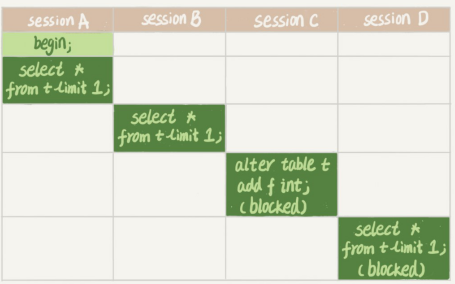 session A session B session C session D
begin;
select *
from t limit 1;
select *
from t limit 1;
alter table t
add f int;
(blocked)
select *
from t limit 1;
(blocked)